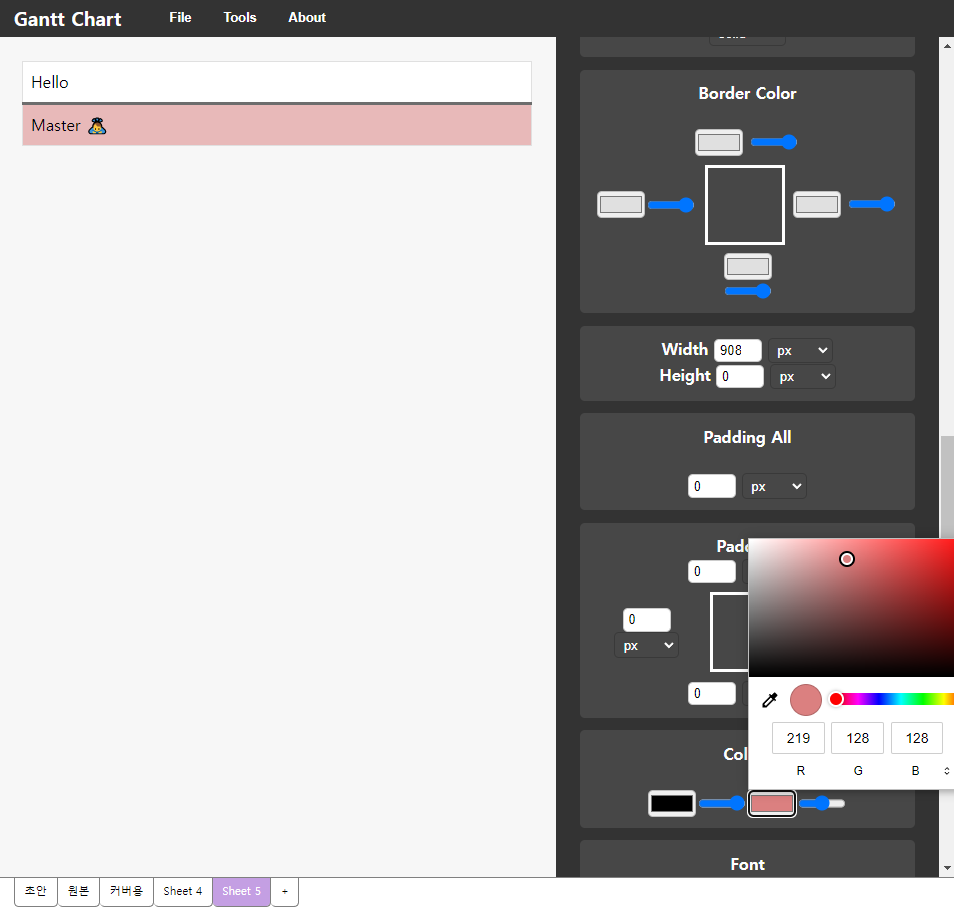 Gantt Chart File Tools About
Hello
Master
Border Color
Width 908 px
Height 0 px
Padding All
0 px
0
0
px
0
219 128 128
R G B
Font
초안 원본 커버용 Sheet 4 Sheet 5 +